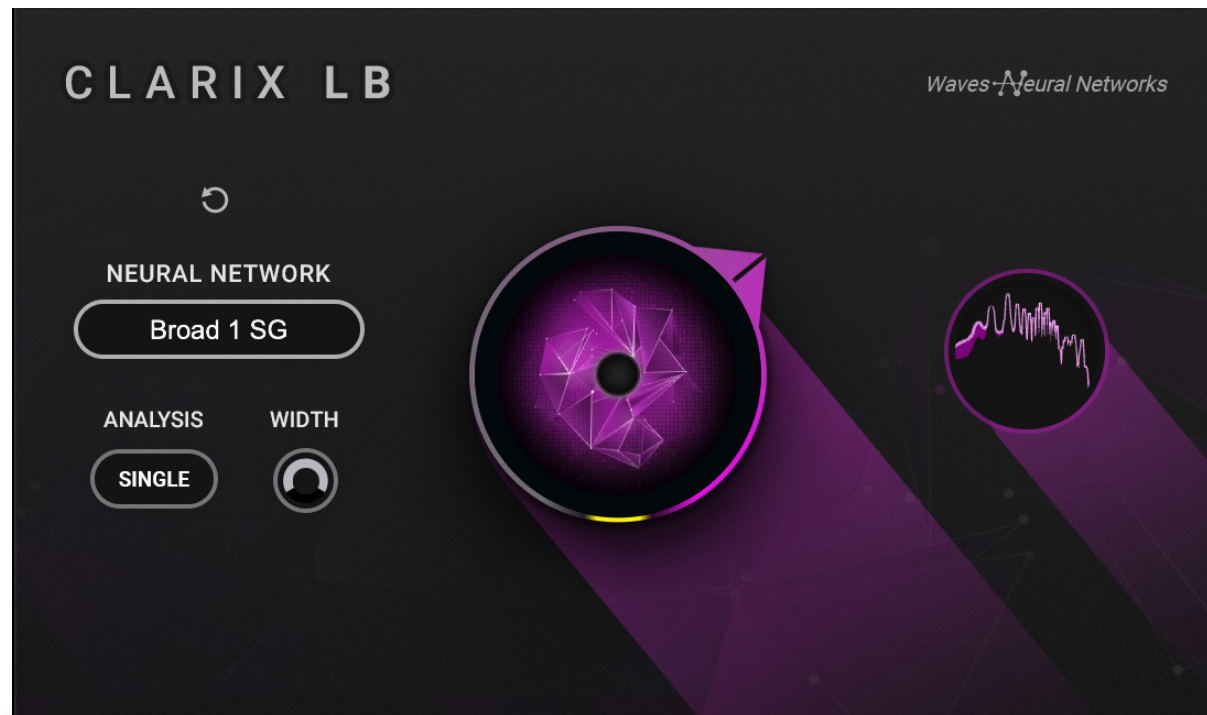 CLARIX LB
Waves Neural Networks
NEURAL NETWORK
Broad 1 SG
ANALYSIS WIDTH
SINGLE